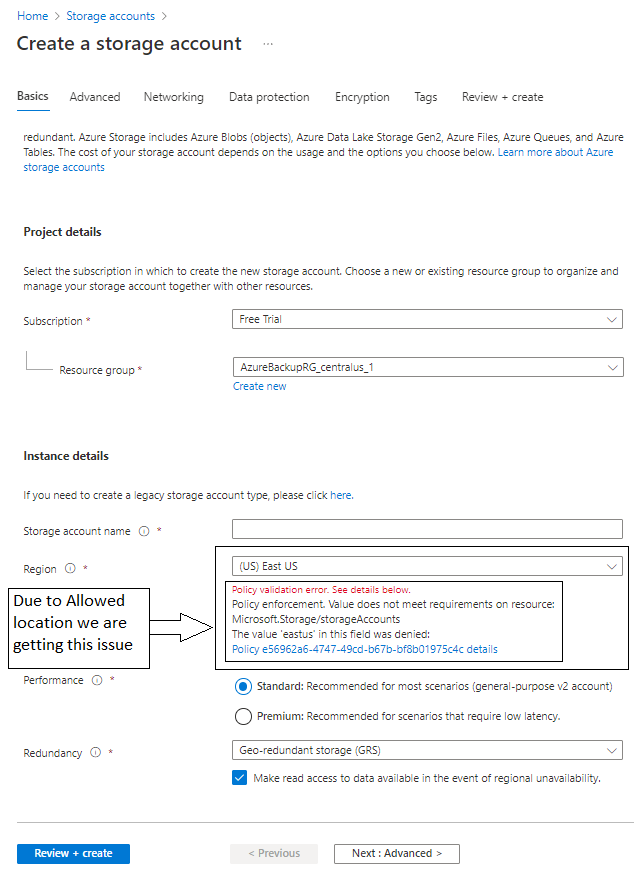 Home > Storage accounts >
Create a storage account ...
Basics Advanced Networking Data protection Encryption Tags Review + create
redundant. Azure Storage includes Azure Blobs (objects), Azure Data Lake Storage Gen2, Azure Files, Azure Queues, and Azure
Tables. The cost of your storage account depends on the usage and the options you choose below. Learn more about Azure
storage accounts
Project details
Select the subscription in which to create the new storage account. Choose a new or existing resource group to organize and
manage your storage account together with other resources.
Subscription * Free Trial
Resource group * AzureBackupRG_centralus_1
Create new
Instance details
If you need to create a legacy storage account type, please click here.
Storage account name *
Region * (US) East US
Policy validation error. See details below.
Policy enforcement. Value does not meet requirements on resource:
Microsoft.Storage/storageAccounts
The value 'eastus' in this field was denied:
Policy e56962a6-4747-49cd-b67b-bf8b01975c4c details
Due to Allowed
location we are
getting this issue
Performance * Standard: Recommended for most scenarios (general-purpose v2 account)
Premium: Recommended for scenarios that require low latency.
Redundancy * Geo-redundant storage (GRS)
Make read access to data available in the event of regional unavailability.
Review + create < Previous Next : Advanced >